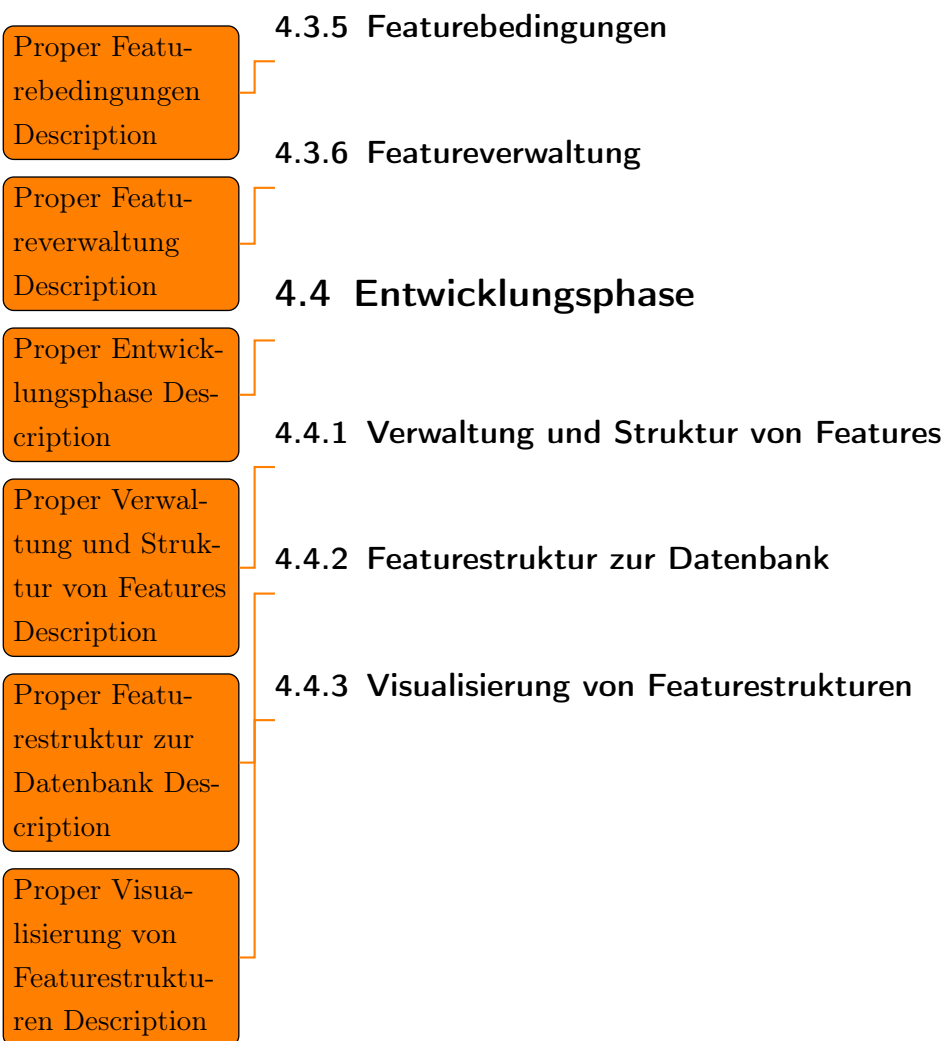 4.3.5 Featurebedingungen
Proper Featu-
rebedingungen
Description
4.3.6 Featureverwaltung
Proper Featu-
reverwaltung
Description
4.4 Entwicklungsphase
Proper Entwick-
lungsphase Des-
cription
4.4.1 Verwaltung und Struktur von Features
Proper Verwal-
tung und Struk-
tur von Features
Description
4.4.2 Featurestruktur zur Datenbank
Proper Featu-
restruktur zur
Datenbank Des-
cription
4.4.3 Visualisierung von Featurestrukturen
Proper Visua-
lisierung von
Featurestruktu-
ren Description